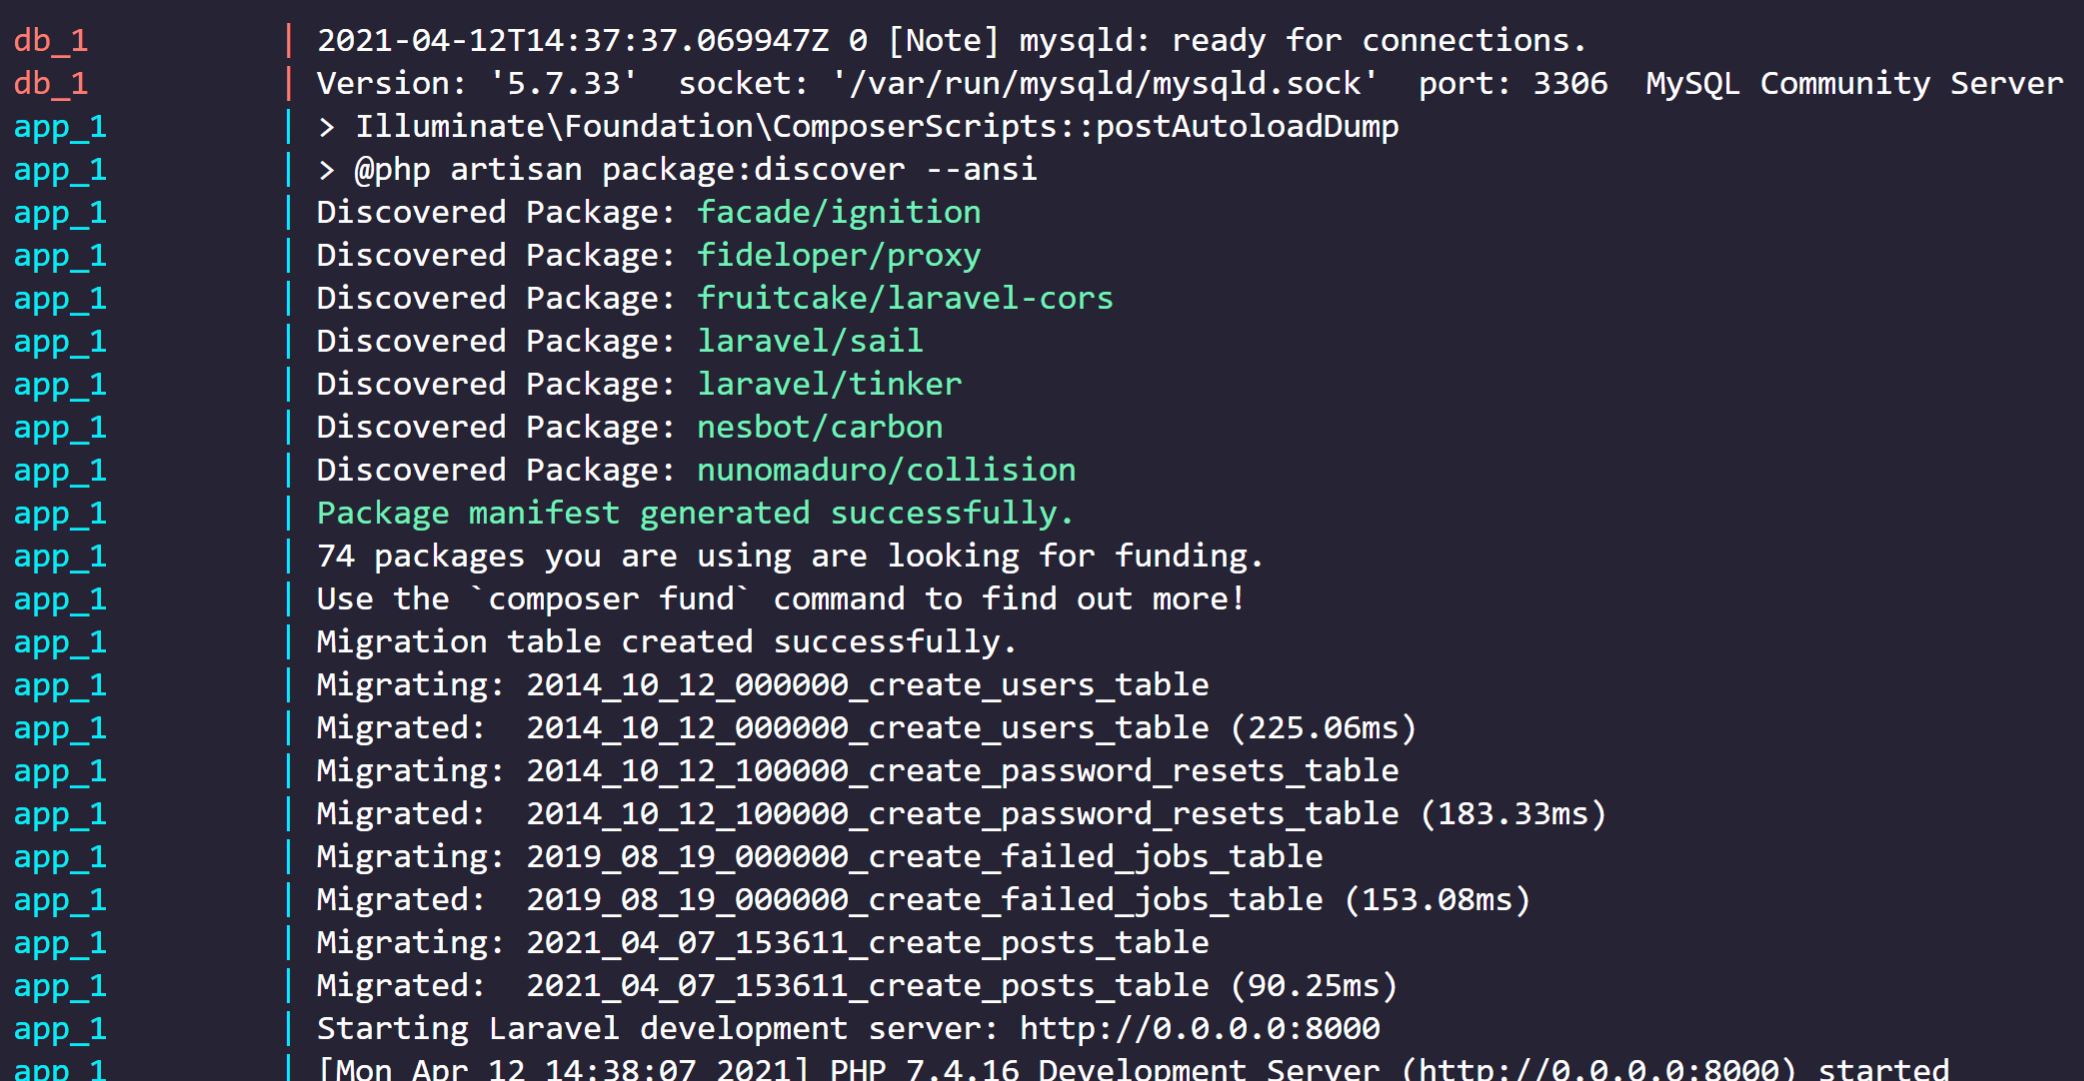 db_1 | 2021-04-12T14:37:37.069947Z 0 [Note] mysqld: ready for connections.
db_1 | Version: '5.7.33'  socket: '/var/run/mysqld/mysqld.sock'  port: 3306  MySQL Community Server
app_1 | > Illuminate\Foundation\ComposerScripts::postAutoloadDump
app_1 | > @php artisan package:discover --ansi
app_1 | Discovered Package: facade/ignition
app_1 | Discovered Package: fideloper/proxy
app_1 | Discovered Package: fruitcake/laravel-cors
app_1 | Discovered Package: laravel/sail
app_1 | Discovered Package: laravel/tinker
app_1 | Discovered Package: nesbot/carbon
app_1 | Discovered Package: nunomaduro/collision
app_1 | Package manifest generated successfully.
app_1 | 74 packages you are using are looking for funding.
app_1 | Use the `composer fund` command to find out more!
app_1 | Migration table created successfully.
app_1 | Migrating: 2014_10_12_000000_create_users_table
app_1 | Migrated:  2014_10_12_000000_create_users_table (225.06ms)
app_1 | Migrating: 2014_10_12_100000_create_password_resets_table
app_1 | Migrated:  2014_10_12_100000_create_password_resets_table (183.33ms)
app_1 | Migrating: 2019_08_19_000000_create_failed_jobs_table
app_1 | Migrated:  2019_08_19_000000_create_failed_jobs_table (153.08ms)
app_1 | Migrating: 2021_04_07_153611_create_posts_table
app_1 | Migrated:  2021_04_07_153611_create_posts_table (90.25ms)
app_1 | Starting Laravel development server: http://0.0.0.0:8000
app_1 | [Mon Apr 12 14:38:07 2021] PHP 7.4.16 Development Server (http://0.0.0.0:8000) started